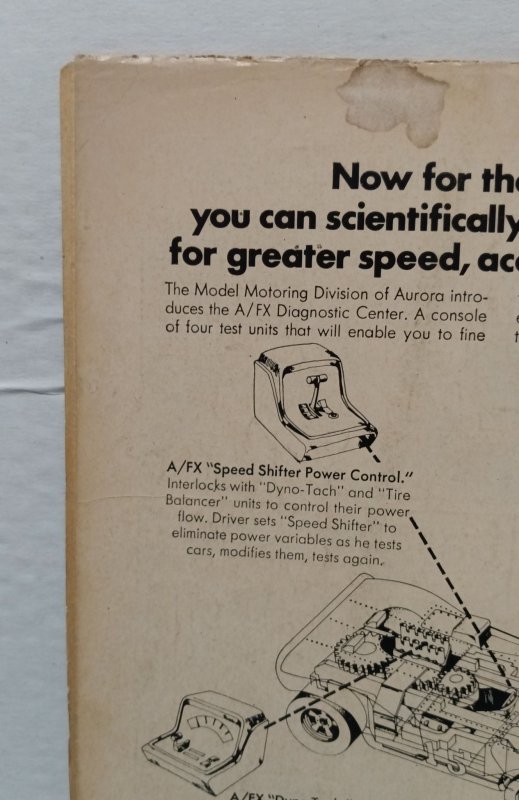 Now for
you can scientifically
for greater speed,
The Model Motoring Division of Aurora intro-
duces the A/FX Diagnostic Center. A console
of four test units that will enable you to fine
A/FX "Speed Shifter Power Control."
Interlocks with "Dyno-Tach" and "Tire
Balancer" units to control their power
flow. Driver sets "Speed Shifter" to
eliminate power variables as he tests
cars, modifies them, tests again.
A/FX "Dyno-Tach"